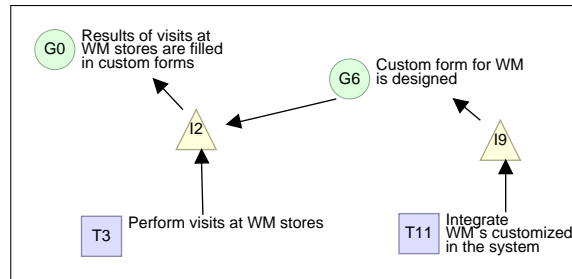 G0
Results of visits at
WM stores are filled
in custom forms
G6
Custom form for WM
is designed
I2
I9
T3
Perform visits at WM stores
T11
Integrate
WM´s customized
in the system